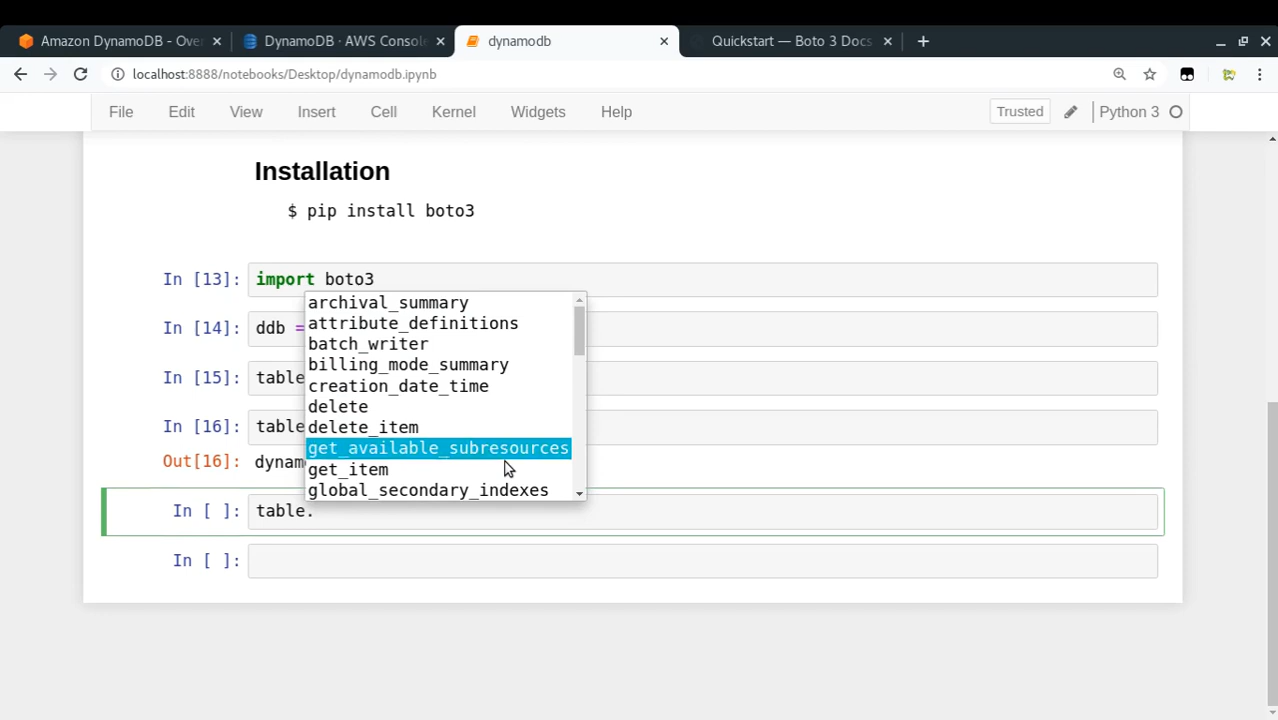 Amazon DynamoDB - Ove
DynamoDB · AWS Console
dynamodb
Quickstart — Boto 3 Docs
localhost:8888/notebooks/Desktop/dynamodb.ipynb
File Edit View Insert Cell Kernel Widgets Help Trusted Python 3
Installation
$ pip install boto3
In [13]: import boto3
In [14]: ddb =
In [15]: table
In [16]: table
Out[16]: dynam
archival_summary
attribute_definitions
batch_writer
billing_mode_summary
creation_date_time
delete
delete_item
get_available_subresources
get_item
global_secondary_indexes
In [ ]: table.
In [ ]: